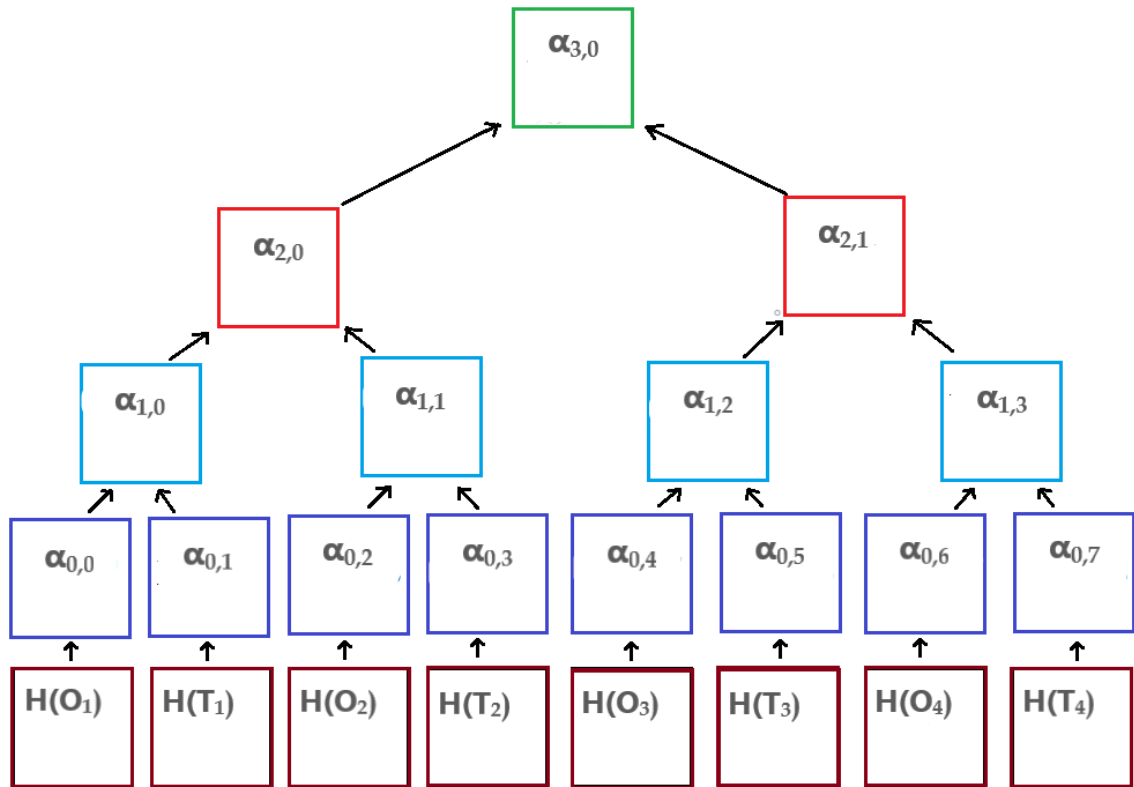 α3,0
α2,0 α2,1
α1,0 α1,1 α1,2 α1,3
α0,0 α0,1 α0,2 α0,3 α0,4 α0,5 α0,6 α0,7
H(O1) H(T1) H(O2) H(T2) H(O3) H(T3) H(O4) H(T4)